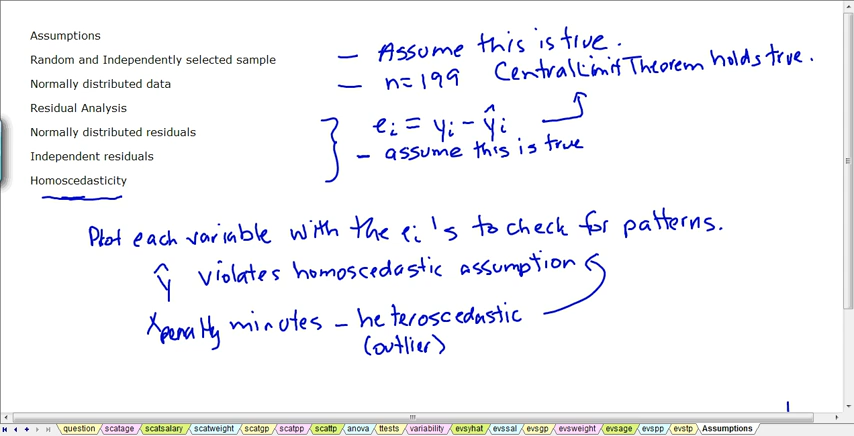 Assumptions
Random and Independently selected sample — Assume this is true.
Normally distributed data — n=199 Central Limit Theorem holds true.
Residual Analysis
Normally distributed residuals eᵢ = yᵢ − ŷᵢ
Independent residuals — assume this is true
Homoscedasticity
Plot each variable with the eᵢ's to check for patterns.
ŷ violates homoscedastic assumption
Xpenalty minutes — heteroscedastic
(outlier)
question scatage scatsalary scatweight scatgp scatpp scattp anova ttests variability evsyhat evssal evsgp evsweight evsage evspp evstp Assumptions